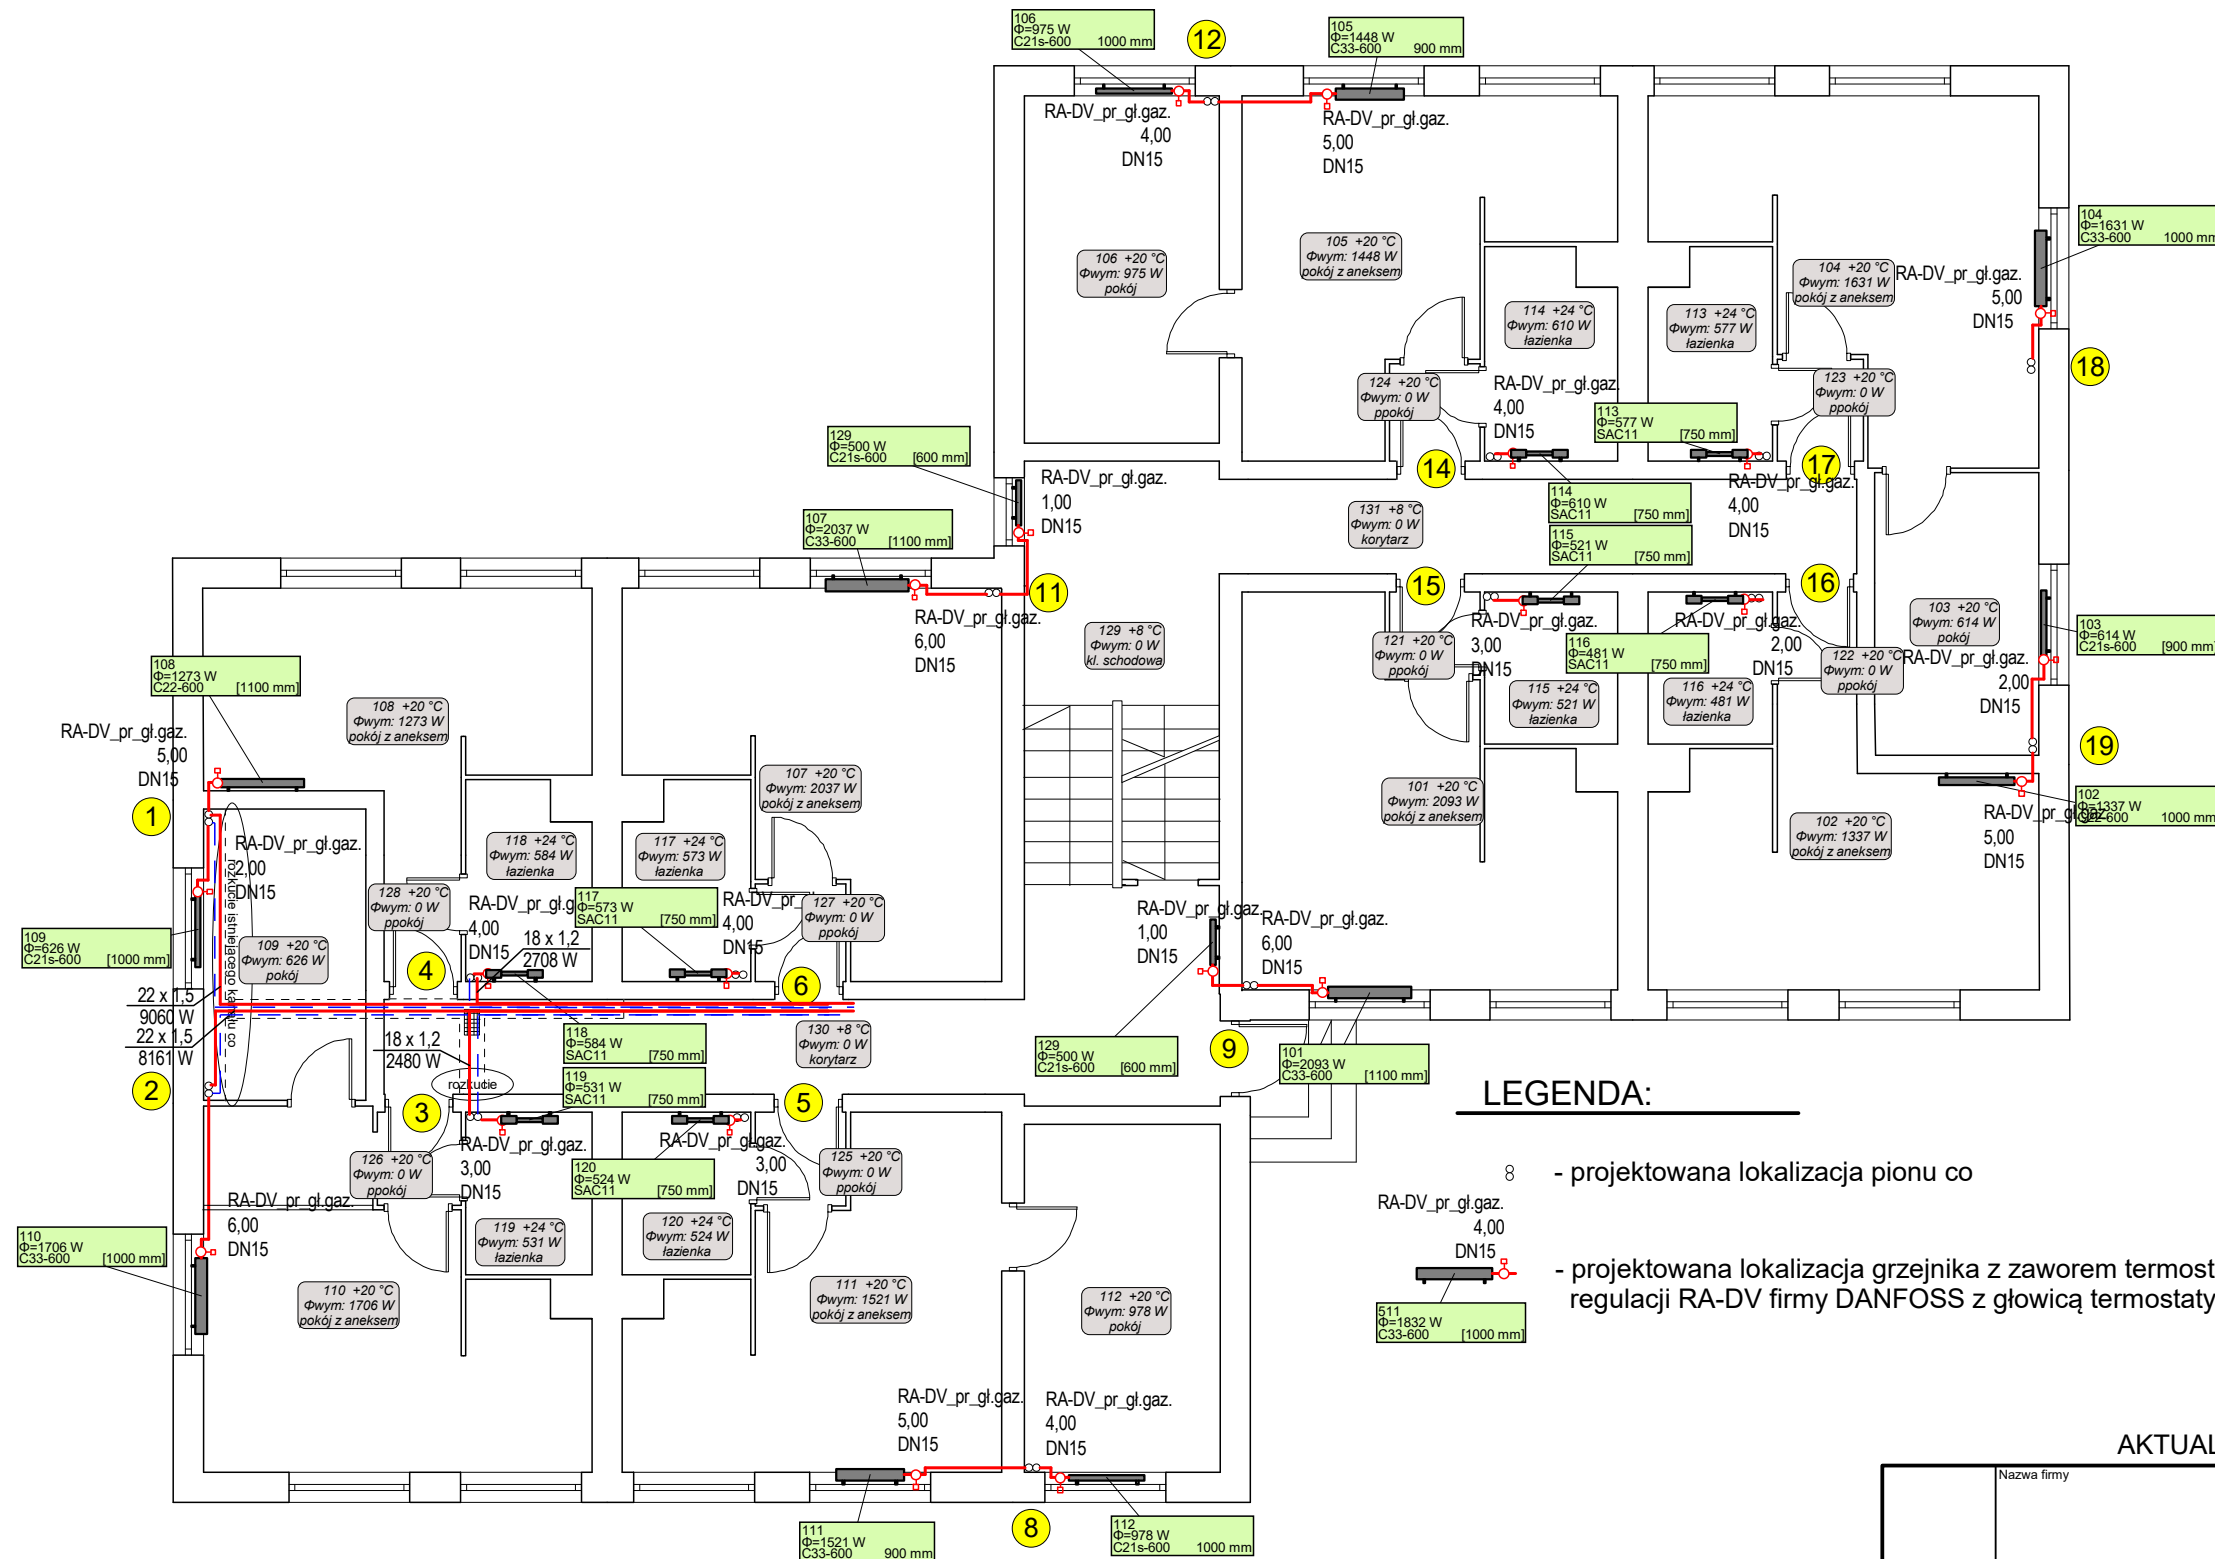 106
Φ=975 W
C21s-600 1000 mm
12
105
Φ=1448 W
C33-600 900 mm
RA-DV_pr_gł.gaz.
4,00
DN15
RA-DV_pr_gł.gaz.
5,00
DN15
104
Φ=1631 W
C33-600 1000 mm
106 +20 °C
Φwym: 975 W
pokój
105 +20 °C
Φwym: 1448 W
pokój z aneksem
104 +20 °C
Φwym: 1631 W
pokój z aneksem
RA-DV_pr_gł.gaz.
5,00
DN15
114 +24 °C
Φwym: 610 W
łazienka
113 +24 °C
Φwym: 577 W
łazienka
18
124 +20 °C
Φwym: 0 W
ppokój
RA-DV_pr_gł.gaz.
4,00
DN15
123 +20 °C
Φwym: 0 W
ppokój
113
Φ=577 W
SAC11 [750 mm]
129
Φ=500 W
C21s-600 [600 mm]
14
17
RA-DV_pr_gł.gaz.
1,00
DN15
RA-DV_pr_gł.gaz.
4,00
DN15
114
Φ=610 W
SAC11 [750 mm]
107
Φ=2037 W
C33-600 [1100 mm]
131 +8 °C
Φwym: 0 W
korytarz
115
Φ=521 W
SAC11 [750 mm]
11
15
16
RA-DV_pr_gł.gaz.
6,00
DN15
129 +8 °C
Φwym: 0 W
kl. schodowa
121 +20 °C
Φwym: 0 W
ppokój
RA-DV_pr_gł.gaz.
3,00
DN15
116
Φ=481 W
SAC11 [750 mm]
RA-DV_pr_gł.gaz.
2,00
DN15
103 +20 °C
Φwym: 614 W
pokój
103
Φ=614 W
C21s-600 [900 mm]
122 +20 °C
Φwym: 0 W
ppokój
RA-DV_pr_gł.gaz.
2,00
DN15
108
Φ=1273 W
C22-600 [1100 mm]
115 +24 °C
Φwym: 521 W
łazienka
116 +24 °C
Φwym: 481 W
łazienka
108 +20 °C
Φwym: 1273 W
pokój z aneksem
RA-DV_pr_gł.gaz.
5,00
DN15
19
107 +20 °C
Φwym: 2037 W
pokój z aneksem
101 +20 °C
Φwym: 2093 W
pokój z aneksem
102
Φ=1337 W
C22-600 1000 mm
1
RA-DV_pr_gł.gaz.
5,00
DN15
102 +20 °C
Φwym: 1337 W
pokój z aneksem
RA-DV_pr_gł.gaz.
2,00
DN15
118 +24 °C
Φwym: 584 W
łazienka
117 +24 °C
Φwym: 573 W
łazienka
rozkucie istniejącego kanału co
128 +20 °C
Φwym: 0 W
ppokój
RA-DV_pr_gł.g
4,00
DN15
117
Φ=573 W
SAC11 [750 mm]
RA-DV_pr_
4,00
DN15
127 +20 °C
Φwym: 0 W
ppokój
RA-DV_pr_gł.gaz.
1,00
DN15
RA-DV_pr_gł.gaz.
6,00
DN15
109
Φ=626 W
C21s-600 [1000 mm]
109 +20 °C
Φwym: 626 W
pokój
18 x 1,2
2708 W
4
6
22 x 1,5
9060 W
22 x 1,5
8161 W
18 x 1,2
2480 W
118
Φ=584 W
SAC11 [750 mm]
130 +8 °C
Φwym: 0 W
korytarz
129
Φ=500 W
C21s-600 [600 mm]
9
101
Φ=2093 W
C33-600 [1100 mm]
2
rozkucie
119
Φ=531 W
SAC11 [750 mm]
3
5
LEGENDA:
RA-DV_pr_gł.gaz.
3,00
DN15
RA-DV_pr_gł.gaz.
3,00
DN15
126 +20 °C
Φwym: 0 W
ppokój
120
Φ=524 W
SAC11 [750 mm]
125 +20 °C
Φwym: 0 W
ppokój
- projektowana lokalizacja pionu co
RA-DV_pr_gł.gaz.
6,00
DN15
119 +24 °C
Φwym: 531 W
łazienka
120 +24 °C
Φwym: 524 W
łazienka
RA-DV_pr_gł.gaz.
4,00
DN15
110
Φ=1706 W
C33-600 [1000 mm]
110 +20 °C
Φwym: 1706 W
pokój z aneksem
111 +20 °C
Φwym: 1521 W
pokój z aneksem
112 +20 °C
Φwym: 978 W
pokój
- projektowana lokalizacja grzejnika z zaworem termost
regulacji RA-DV firmy DANFOSS z głowicą termostaty
511
Φ=1832 W
C33-600 [1000 mm]
RA-DV_pr_gł.gaz.
5,00
DN15
RA-DV_pr_gł.gaz.
4,00
DN15
AKTUAL
Nazwa firmy
8
111
Φ=1521 W
C33-600 900 mm
112
Φ=978 W
C21s-600 1000 mm